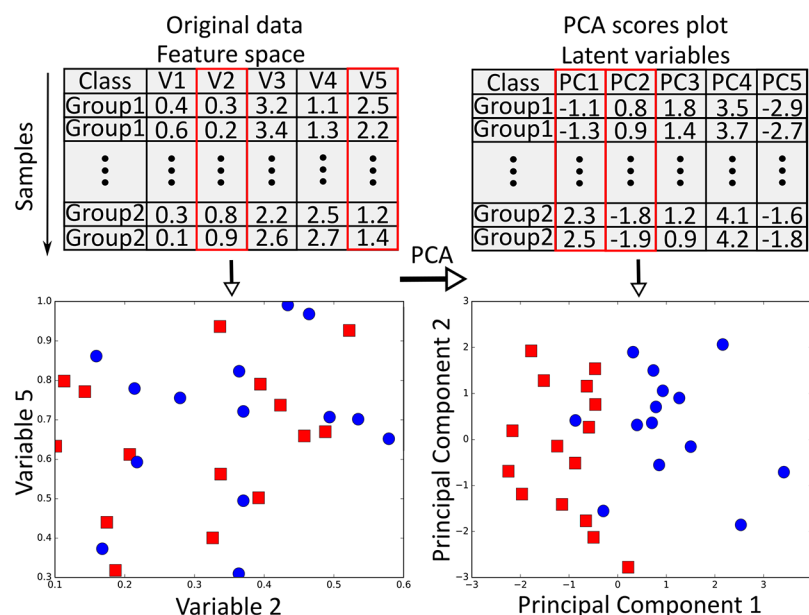 Original data
Feature space
Samples
Class V1 V2 V3 V4 V5
Group1 0.4 0.3 3.2 1.1 2.5
Group1 0.6 0.2 3.4 1.3 2.2
Group2 0.3 0.8 2.2 2.5 1.2
Group2 0.1 0.9 2.6 2.7 1.4
PCA
PCA scores plot
Latent variables
Class PC1 PC2 PC3 PC4 PC5
Group1 -1.1 0.8 1.8 3.5 -2.9
Group1 -1.3 0.9 1.4 3.7 -2.7
Group2 2.3 -1.8 1.2 4.1 -1.6
Group2 2.5 -1.9 0.9 4.2 -1.8
Variable 5
1.0
0.9
0.8
0.7
0.6
0.5
0.4
0.3
0.1 0.2 0.3 0.4 0.5 0.6
Variable 2
Principal Component 2
3
2
1
0
−1
−2
−3
−3 −2 −1 0 1 2 3
Principal Component 1